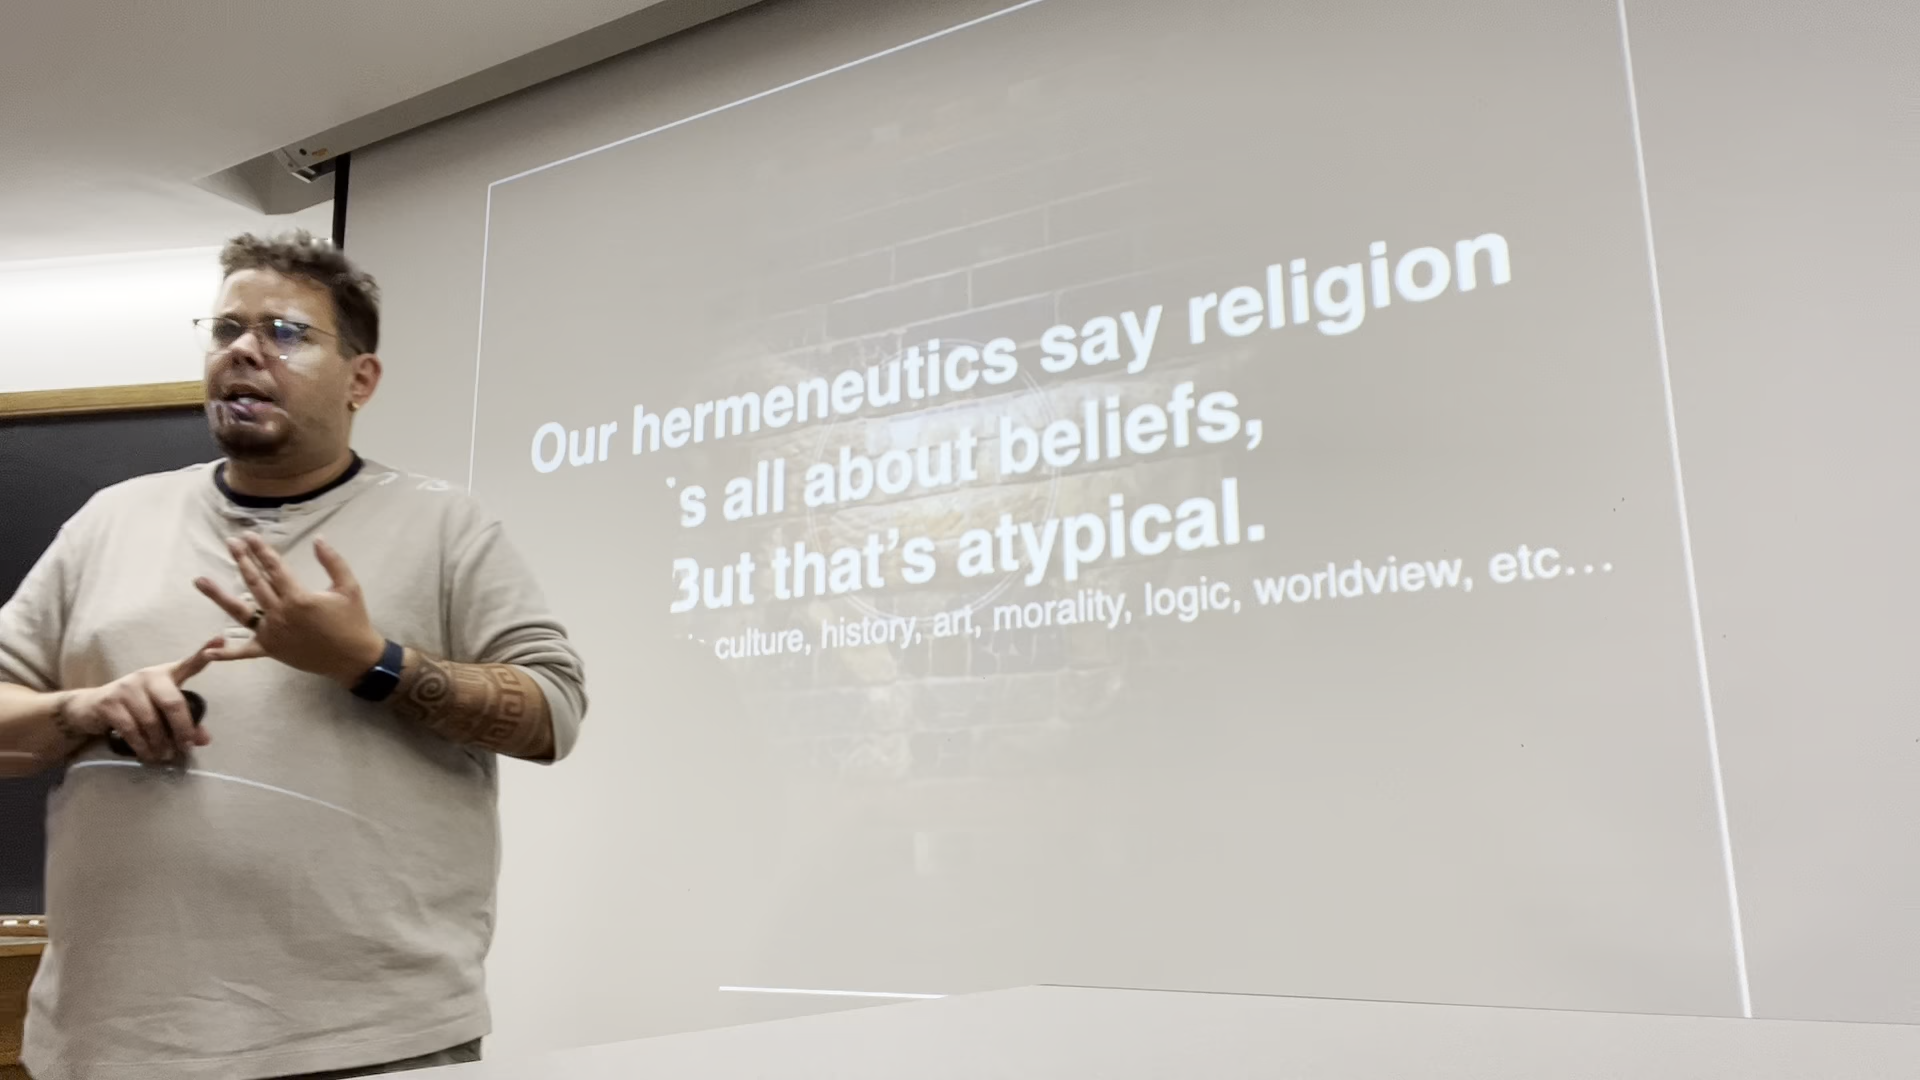 Our hermeneutics say religion
's all about beliefs,
But that's atypical.
culture, history, art, morality, logic, worldview, etc…